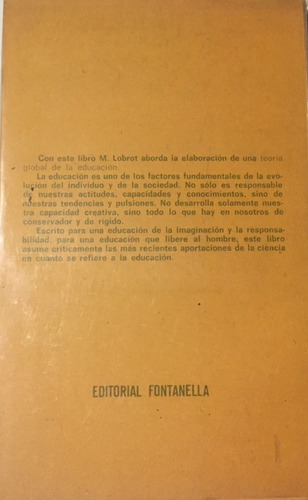 Con este libro M. Lobrot aborda la elaboración de una teoría
global de la educación.
La educación es uno de los factores fundamentales de la evo-
lución del individuo y de la sociedad. No sólo es responsable
de nuestras actitudes, capacidades y conocimientos, sino de
nuestras tendencias y pulsiones. No desarrolla solamente
nuestra capacidad creativa, sino todo lo que hay en nosotros de
conservador y de rígido.
Escrito para una educación de la imaginación y la responsa-
bilidad, para una educación que libere al hombre, este libro
asume críticamente las más recientes aportaciones de la ciencia
en cuanto se refiere a la educación.
EDITORIAL FONTANELLA